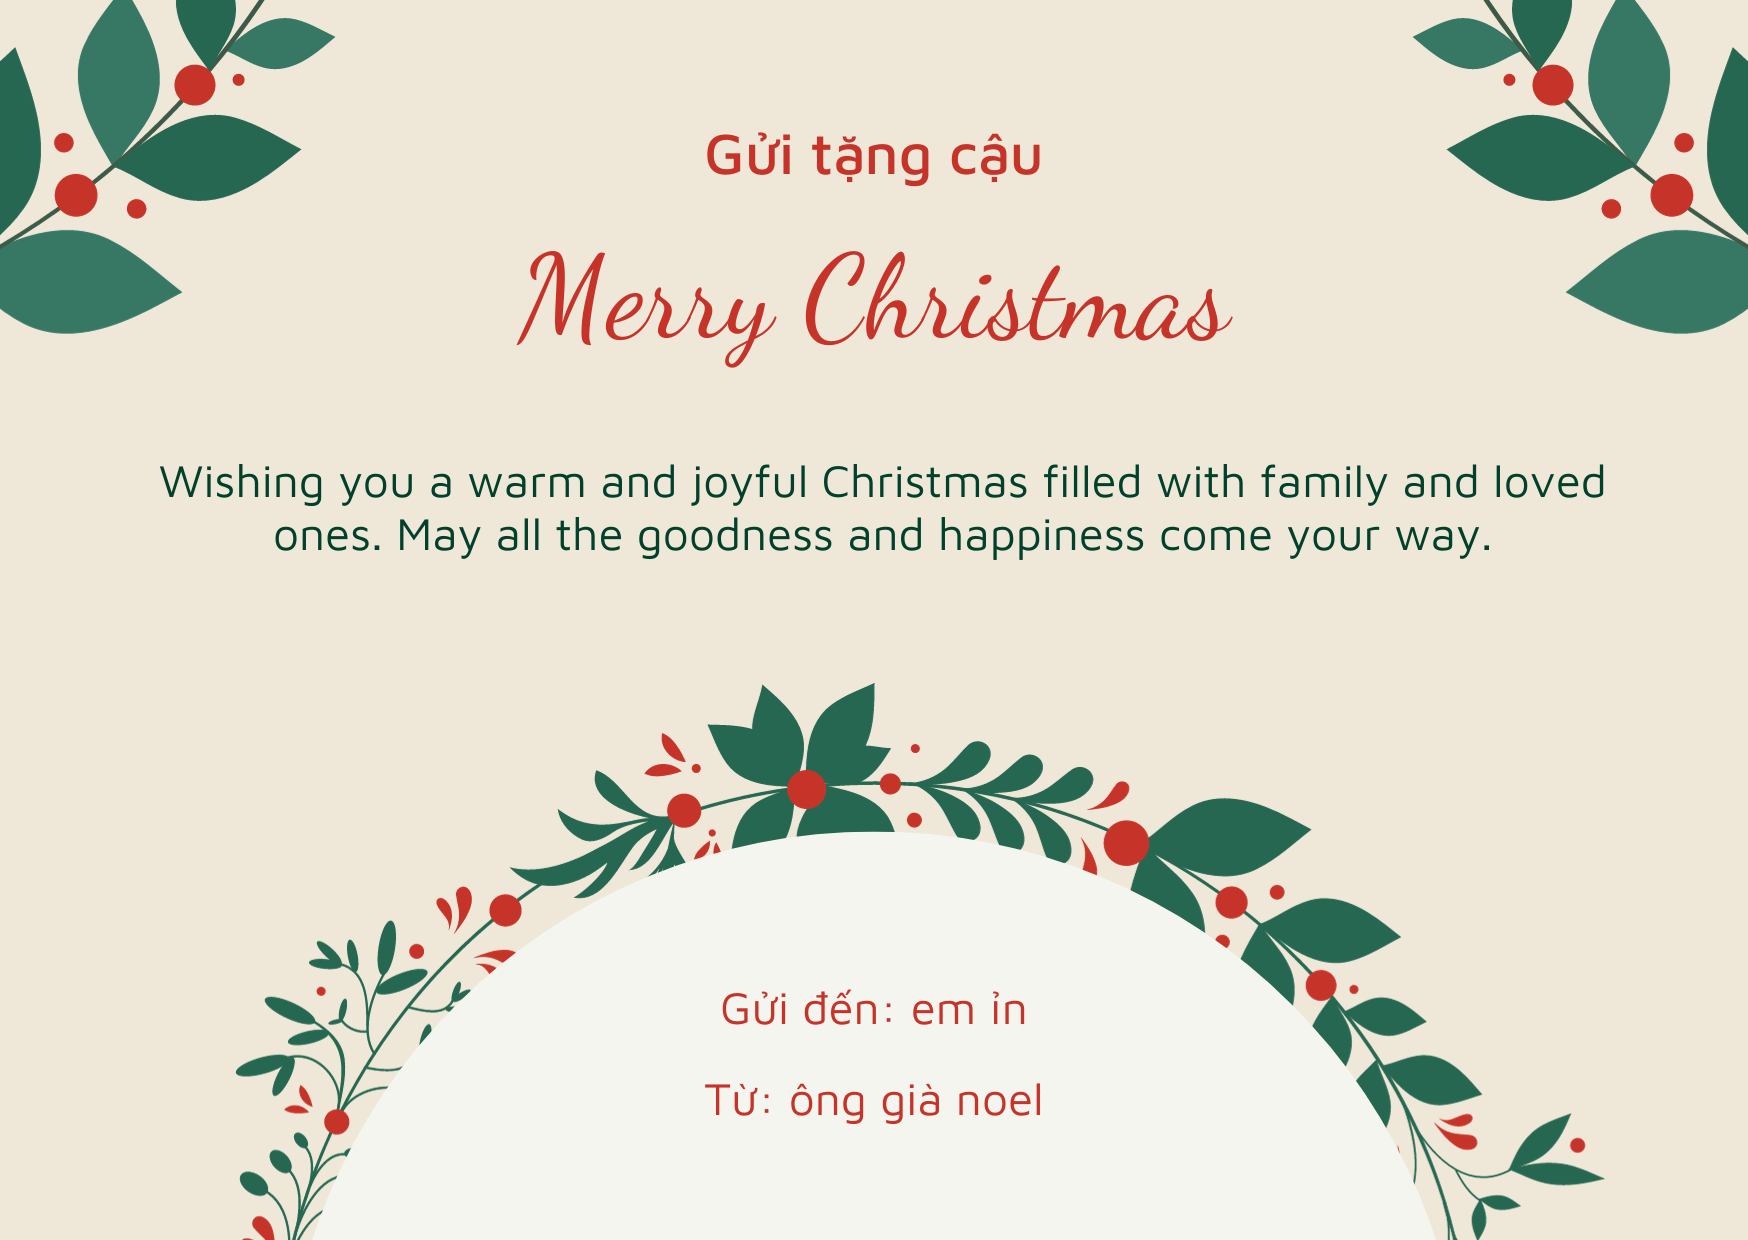 Gửi tặng cậu
Merry Christmas
Wishing you a warm and joyful Christmas filled with family and loved
ones. May all the goodness and happiness come your way.
Gửi đến: em ỉn
Từ: ông già noel